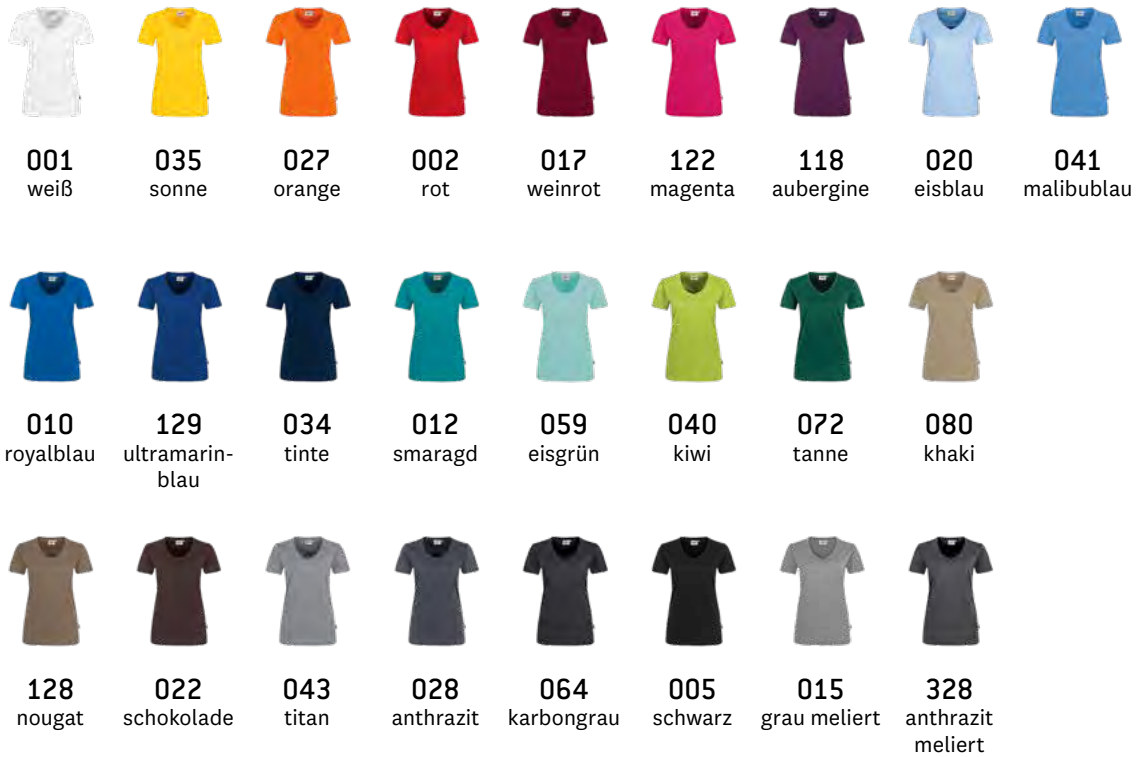 001 035 027 002 017 122 118 020 041
weiß sonne orange rot weinrot magenta aubergine eisblau malibublau
010 129 034 012 059 040 072 080
royalblau ultramarin- tinte smaragd eisgrün kiwi tanne khaki
blau
128 022 043 028 064 005 015 328
nougat schokolade titan anthrazit karbongrau schwarz grau meliert anthrazit
meliert